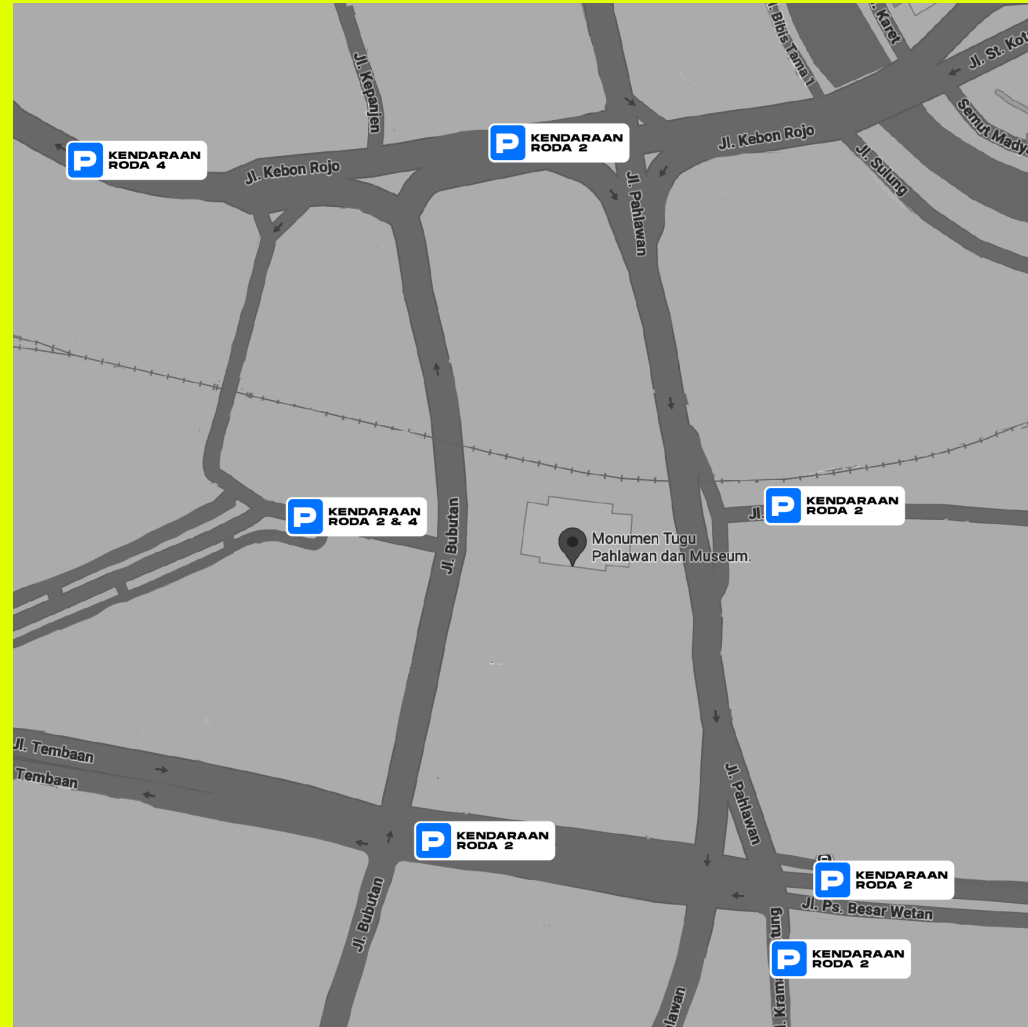 Jl. Kepanjen
Jl. Bibis Tama 1
Jl. Karet
Jl. St. Kot
Semut Madya
Jl. Sulung
Jl. Kebon Rojo
P KENDARAAN
RODA 2
P KENDARAAN
RODA 4
Jl. Kebon Rojo
Jl. Pahlawan
P KENDARAAN
RODA 2 & 4
Jl. Bubutan
Jl.
P KENDARAAN
RODA 2
Monumen Tugu
Pahlawan dan Museum.
Jl. Tembaan
Tembaan
Jl. Pahlawan
P KENDARAAN
RODA 2
P KENDARAAN
RODA 2
Jl. Ps. Besar Wetan
Jl. Bubutan
P KENDARAAN
RODA 2